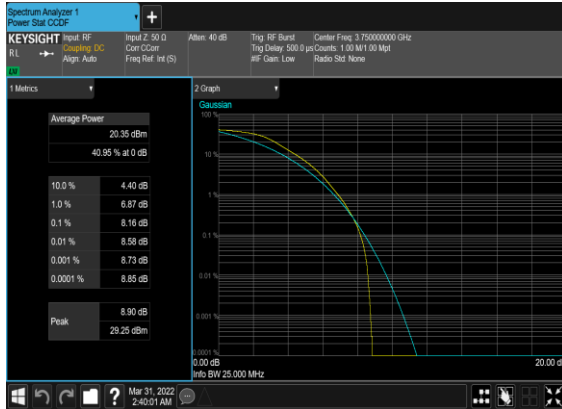 Spectrum Analyzer 1
Power Stat CCDF
+
KEYSIGHT Input: RF Input Z: 50 Ω Atten: 40 dB Trig: RF Burst Center Freq: 3.750000000 GHz
RL Coupling: DC Corr CCorr Trig Delay: 500.0 µs Counts: 1.00 M/1.00 Mpt
Align: Auto Freq Ref: Int (S) #IF Gain: Low Radio Std: None
LXI
1 Metrics
2 Graph
Average Power
20.35 dBm
40.95 % at 0 dB
10.0 % 4.40 dB
1.0 % 6.87 dB
0.1 % 8.16 dB
0.01 % 8.58 dB
0.001 % 8.73 dB
0.0001 % 8.85 dB
Peak 8.90 dB
29.25 dBm
Gaussian
100 %
10 %
1 %
0.1 %
0.01 %
0.001 %
0.0001 %
0.00 dB 20.00 d
Info BW 25.000 MHz
?
Mar 31, 2022
2:40:01 AM